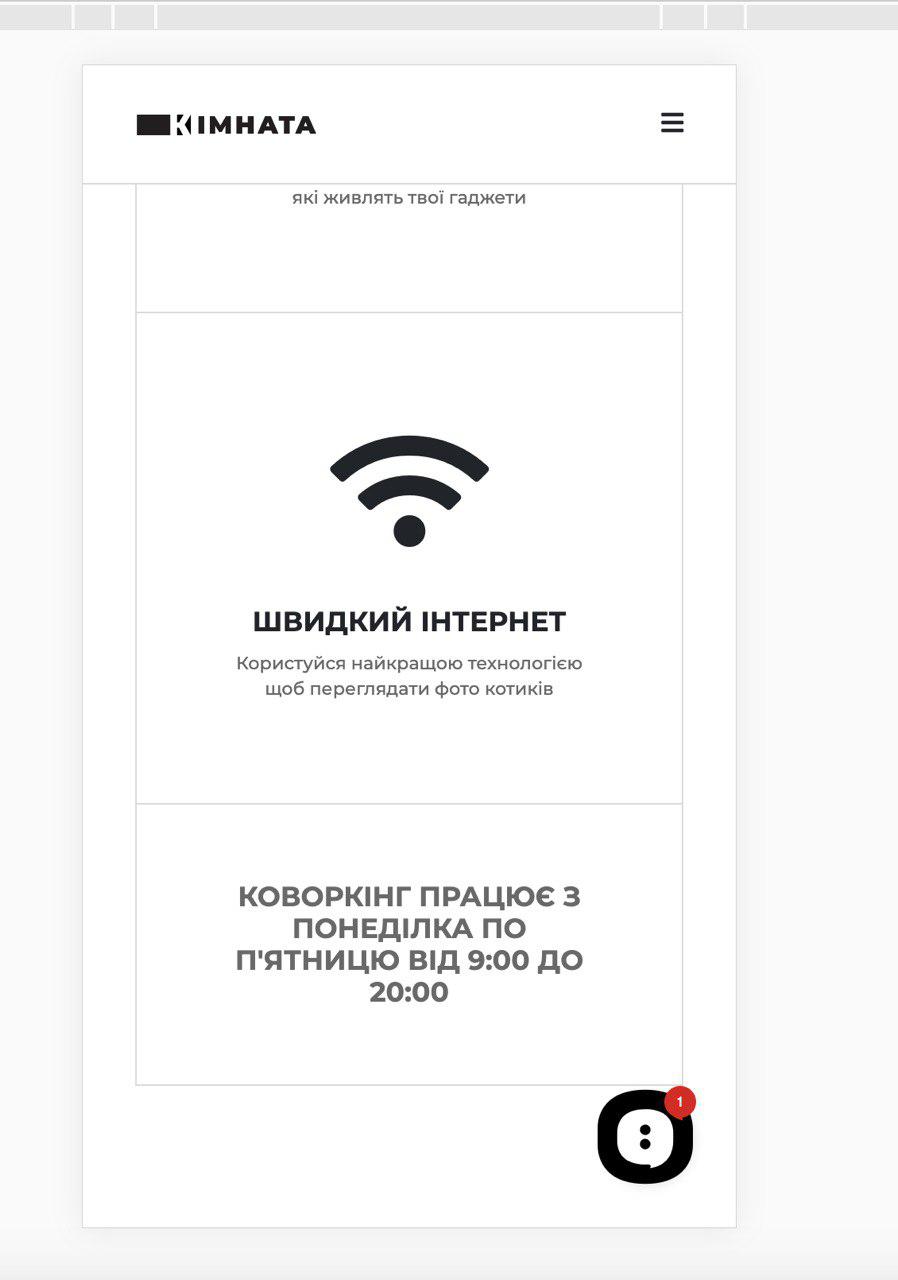 КІМНАТА
які живлять твої гаджети
ШВИДКИЙ ІНТЕРНЕТ
Користуйся найкращою технологією
щоб переглядати фото котиків
КОВОРКІНГ ПРАЦЮЄ З
ПОНЕДІЛКА ПО
П'ЯТНИЦЮ ВІД 9:00 ДО
20:00
1